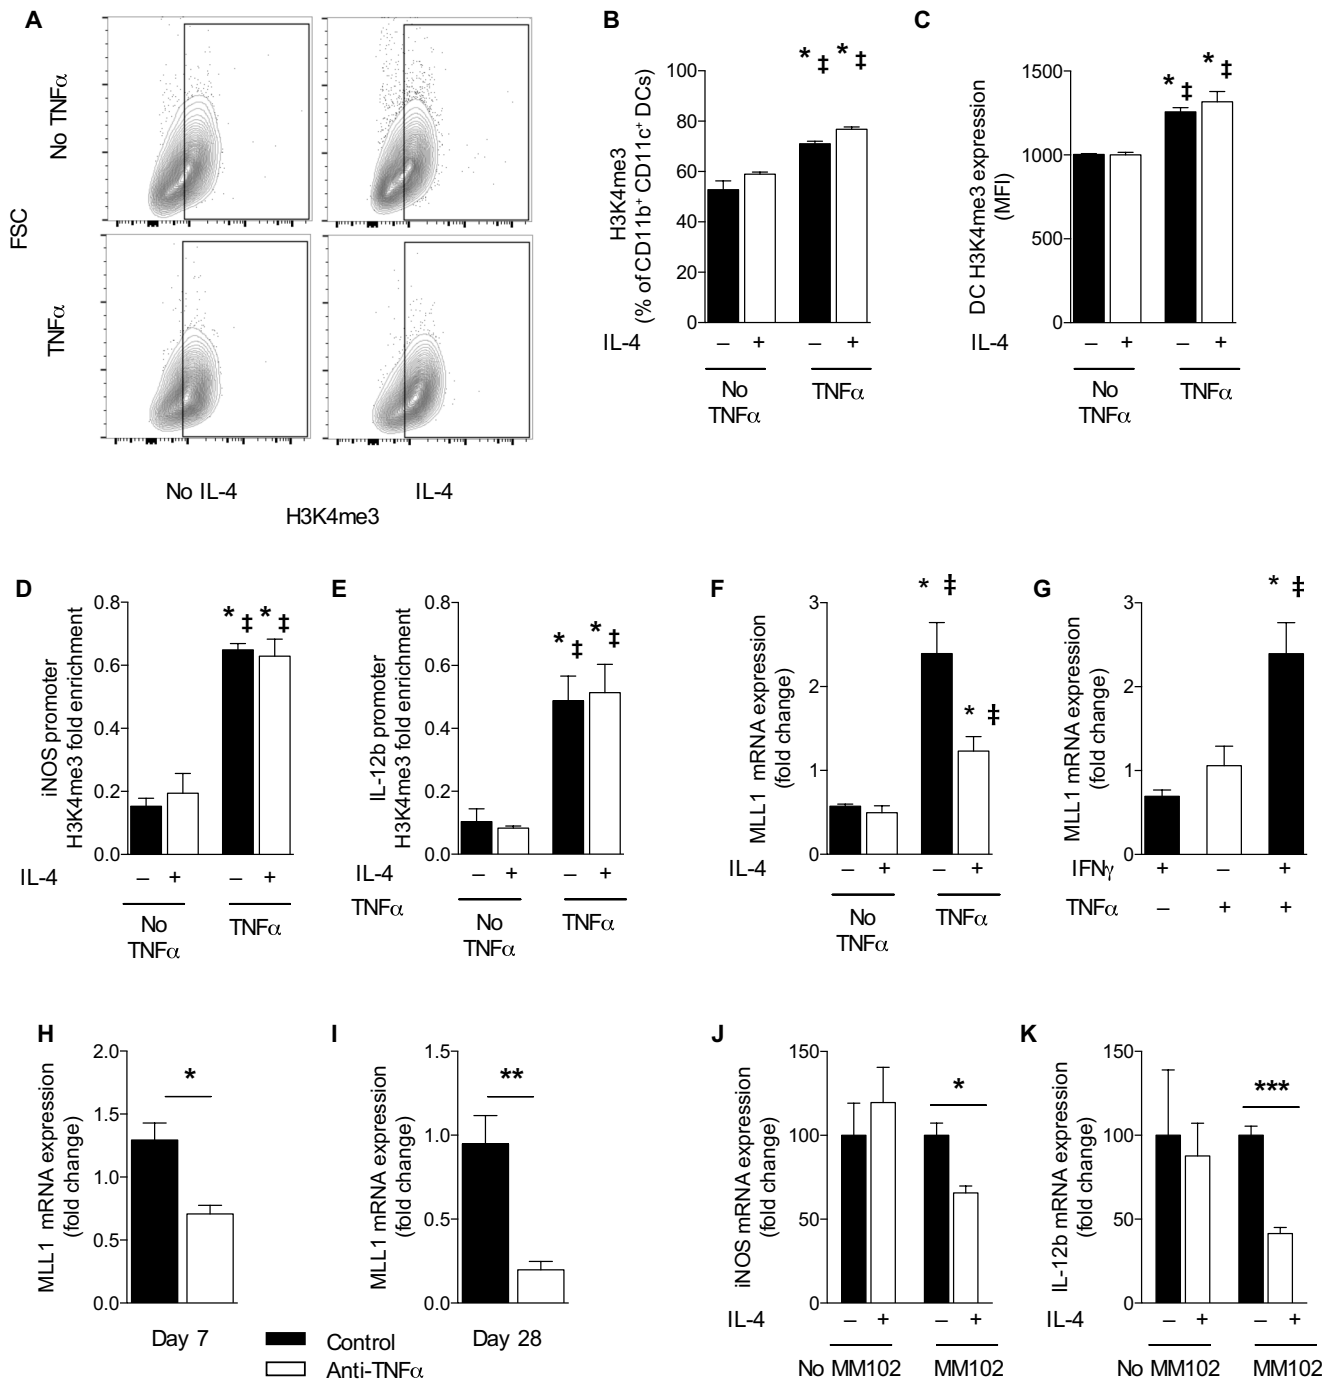 A
No TNFα
FSC
TNFα
No IL-4
IL-4
H3K4me3
B
H3K4me3
(% of CD11b⁺ CD11c⁺ DCs)
100
80
60
40
20
0
* ‡ * ‡
IL-4
– + – +
No
TNFα
TNFα
C
DC H3K4me3 expression
(MFI)
1500
1000
500
0
* ‡ * ‡
IL-4
– + – +
No
TNFα
TNFα
D
iNOS promoter
H3K4me3 fold enrichment
0.8
0.6
0.4
0.2
0.0
* ‡ * ‡
IL-4
– + – +
No
TNFα
TNFα
E
IL-12b promoter
H3K4me3 fold enrichment
0.8
0.6
0.4
0.2
0.0
* ‡ * ‡
IL-4
– + – +
TNFα
No
TNFα
TNFα
F
MLL1 mRNA expression
(fold change)
3
2
1
0
* ‡
* ‡
IL-4
– + – +
No
TNFα
TNFα
G
MLL1 mRNA expression
(fold change)
3
2
1
0
* ‡
IFNγ
+ – +
TNFα
– + +
H
MLL1 mRNA expression
(fold change)
2.0
1.5
1.0
0.5
0.0
*
Day 7
I
MLL1 mRNA expression
(fold change)
1.5
1.0
0.5
0.0
**
Day 28
Control
Anti-TNFα
J
iNOS mRNA expression
(fold change)
150
100
50
0
*
IL-4
– + – +
No MM102
MM102
K
IL-12b mRNA expression
(fold change)
150
100
50
0
***
IL-4
– + – +
No MM102
MM102